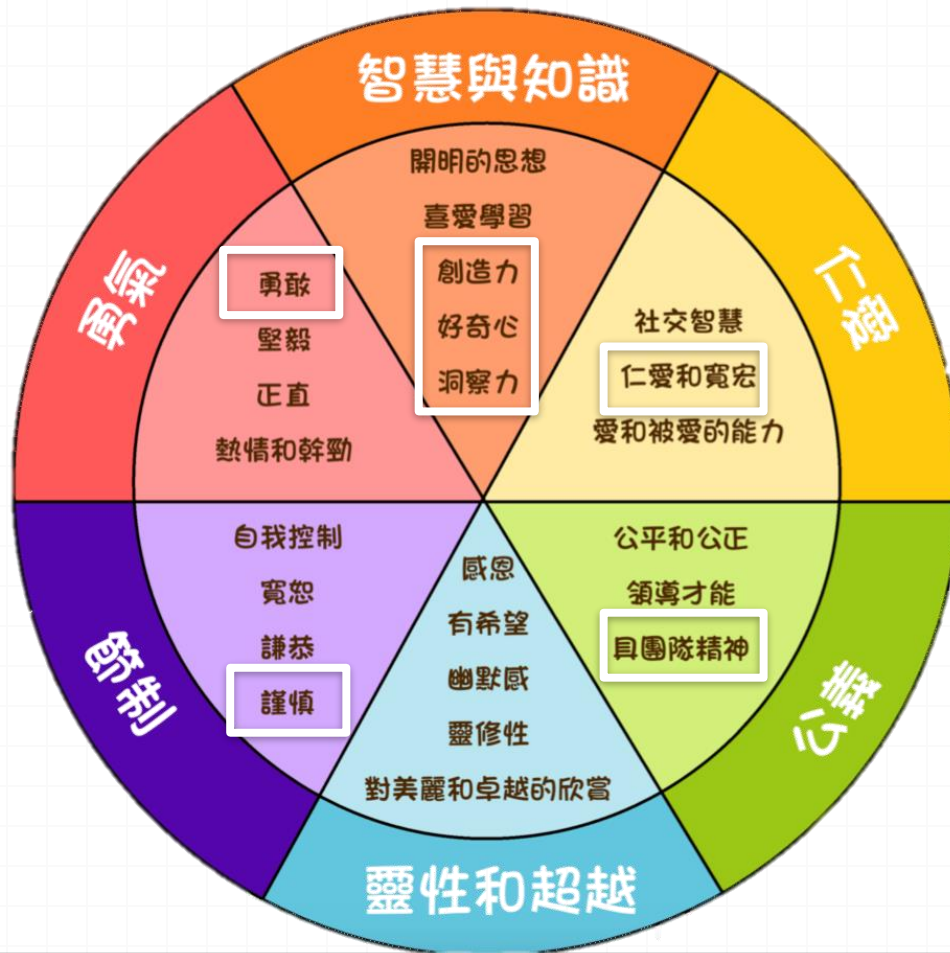 智慧與知識
開明的思想
喜愛學習
創造力
好奇心
洞察力
仁愛
社交智慧
仁愛和寬宏
愛和被愛的能力
義公
公平和公正
領導才能
具團隊精神
靈性和超越
感恩
有希望
幽默感
靈修性
對美麗和卓越的欣賞
節制
自我控制
寬恕
謙恭
謹慎
勇氣
勇敢
堅毅
正直
熱情和幹勁